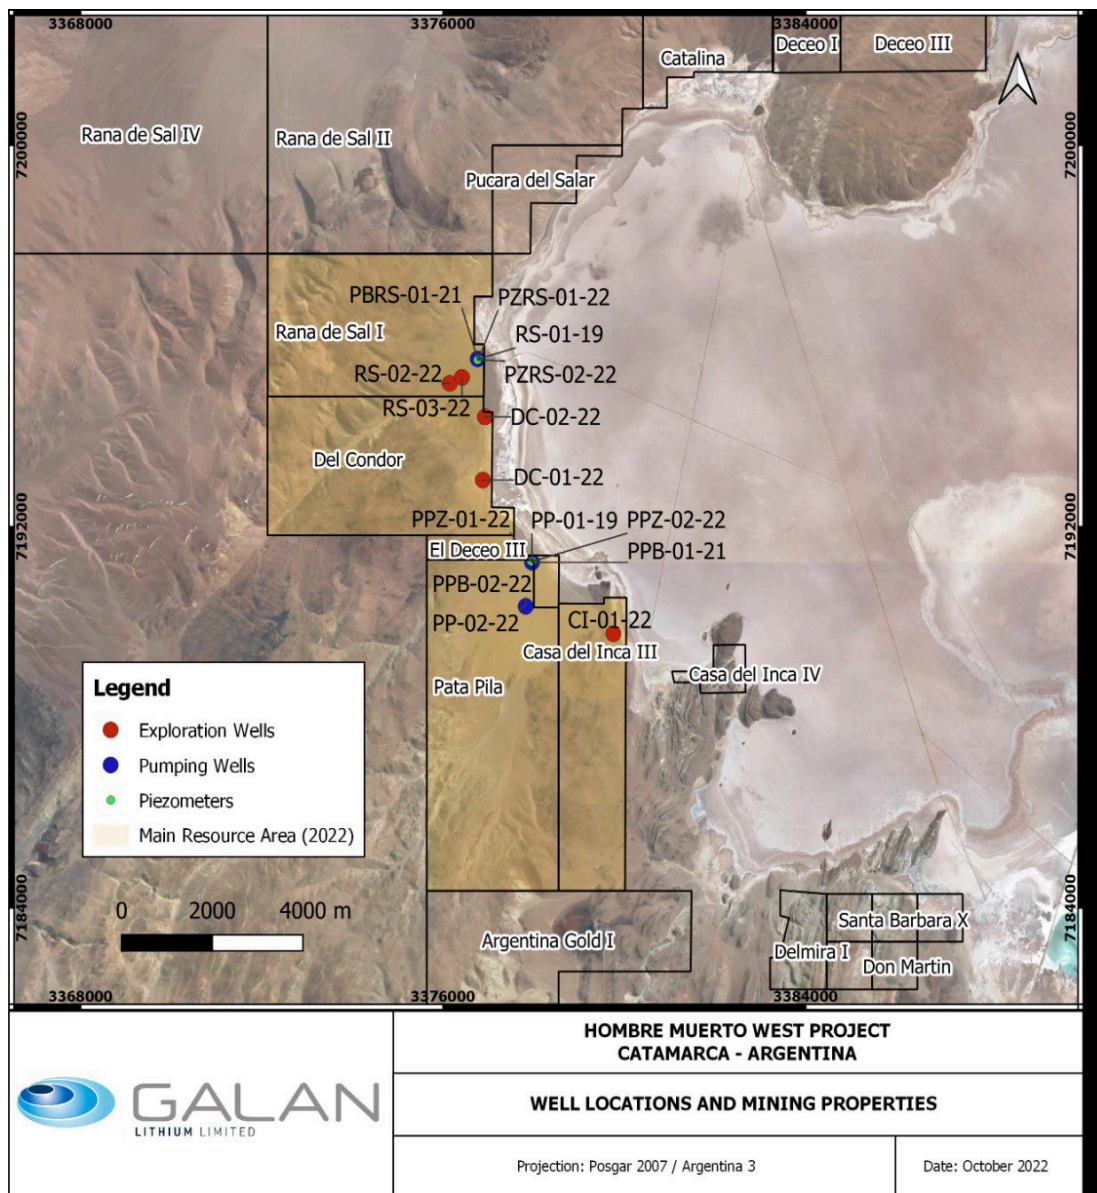 3368000
3376000
3384000
Deceo I
Deceo III
Catalina
7200000
7200000
Rana de Sal IV
Rana de Sal II
Pucara del Salar
PBRS-01-21
PZRS-01-22
Rana de Sal I
RS-01-19
RS-02-22
PZRS-02-22
RS-03-22
DC-02-22
Del Condor
DC-01-22
7192000
7192000
PPZ-01-22
PP-01-19
PPZ-02-22
El Deceo III
PPB-01-21
PPB-02-22
PP-02-22
CI-01-22
Casa del Inca III
Casa del Inca IV
Pata Pila
Legend
Exploration Wells
Pumping Wells
Piezometers
Main Resource Area (2022)
0 2000 4000 m
7184000
7184000
Argentina Gold I
Santa Barbara X
Delmira I
Don Martin
3368000
3376000
3384000
GALAN
LITHIUM LIMITED
HOMBRE MUERTO WEST PROJECT
CATAMARCA - ARGENTINA
WELL LOCATIONS AND MINING PROPERTIES
Projection: Posgar 2007 / Argentina 3
Date: October 2022